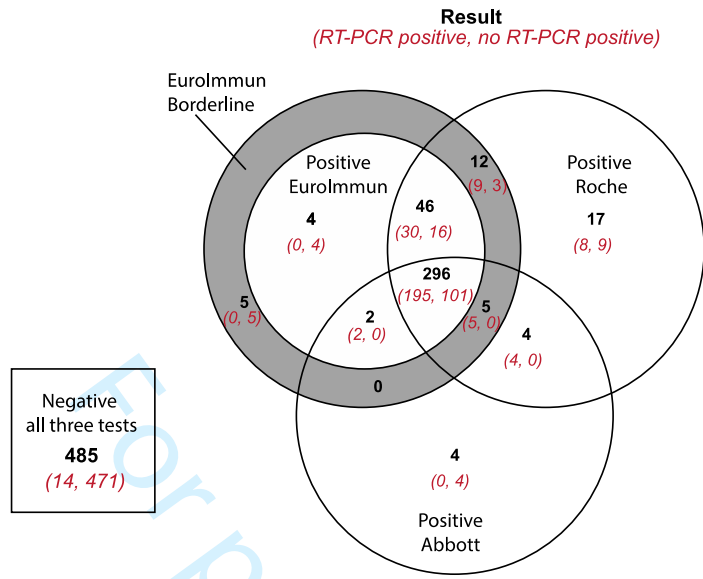 Result
(RT-PCR positive, no RT-PCR positive)
EuroImmun
Borderline
Positive
EuroImmun
Positive
Roche
12
(9, 3)
4
(0, 4)
46
(30, 16)
17
(8, 9)
296
(195, 101)
5
(0, 5)
2
(2, 0)
5
(5, 0)
4
(4, 0)
0
Negative
all three tests
485
(14, 471)
4
(0, 4)
Positive
Abbott
For p